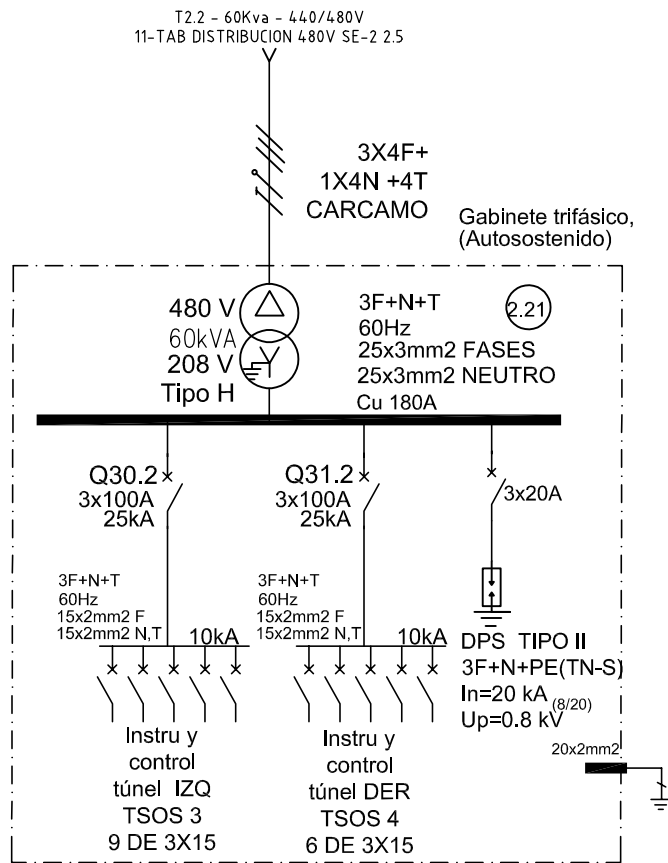 T2.2 - 60Kva - 440/480V
11-TAB DISTRIBUCION 480V SE-2 2.5
3X4F+
1X4N +4T
CARCAMO
Gabinete trifásico,
(Autosostenido)
480 V
60kVA
208 V
Tipo H
3F+N+T
60Hz
25x3mm2 FASES
25x3mm2 NEUTRO
Cu 180A
2.21
Q30.2
3x100A
25kA
Q31.2
3x100A
25kA
3x20A
3F+N+T
60Hz
15x2mm2 F
15x2mm2 N,T
10kA
3F+N+T
60Hz
15x2mm2 F
15x2mm2 N,T
10kA
DPS TIPO II
3F+N+PE(TN-S)
In=20 kA (8/20)
Up=0.8 kV
Instru y
control
túnel IZQ
TSOS 3
9 DE 3X15
Instru y
control
túnel DER
TSOS 4
6 DE 3X15
20x2mm2